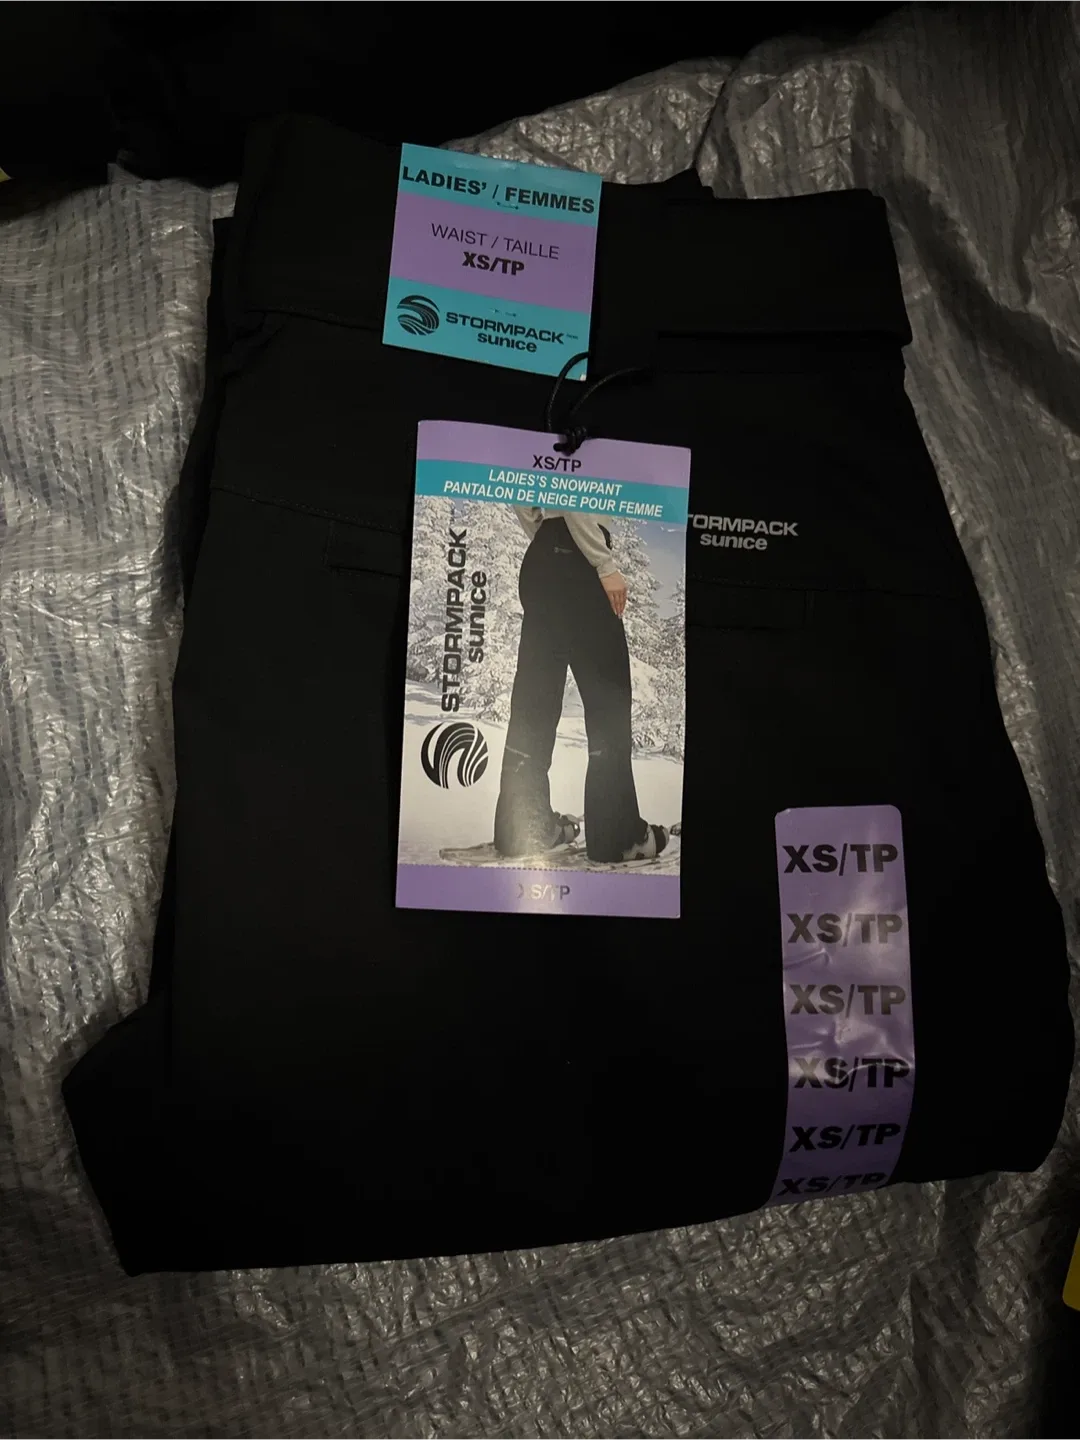 LADIES' / FEMMES
WAIST / TAILLE
XS/TP
STORMPACK
sunice
XS/TP
LADIES'S SNOWPANT
PANTALON DE NEIGE POUR FEMME
STORMPACK
sunice
TORMPACK
sunice
XS/TP
XS/TP
XS/TP
XS/TP
XS/TP
XS/TP
XS/TP